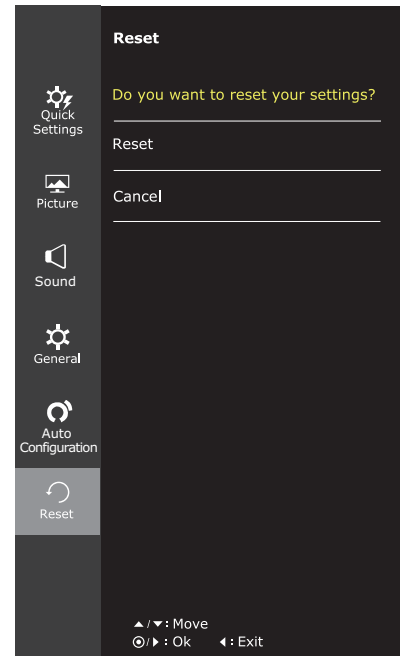 Reset
Do you want to reset your settings?
Reset
Cancel
Quick
Settings
Picture
Sound
General
Auto
Configuration
Reset
▲/▼: Move
⦿/▶: Ok ◀: Exit